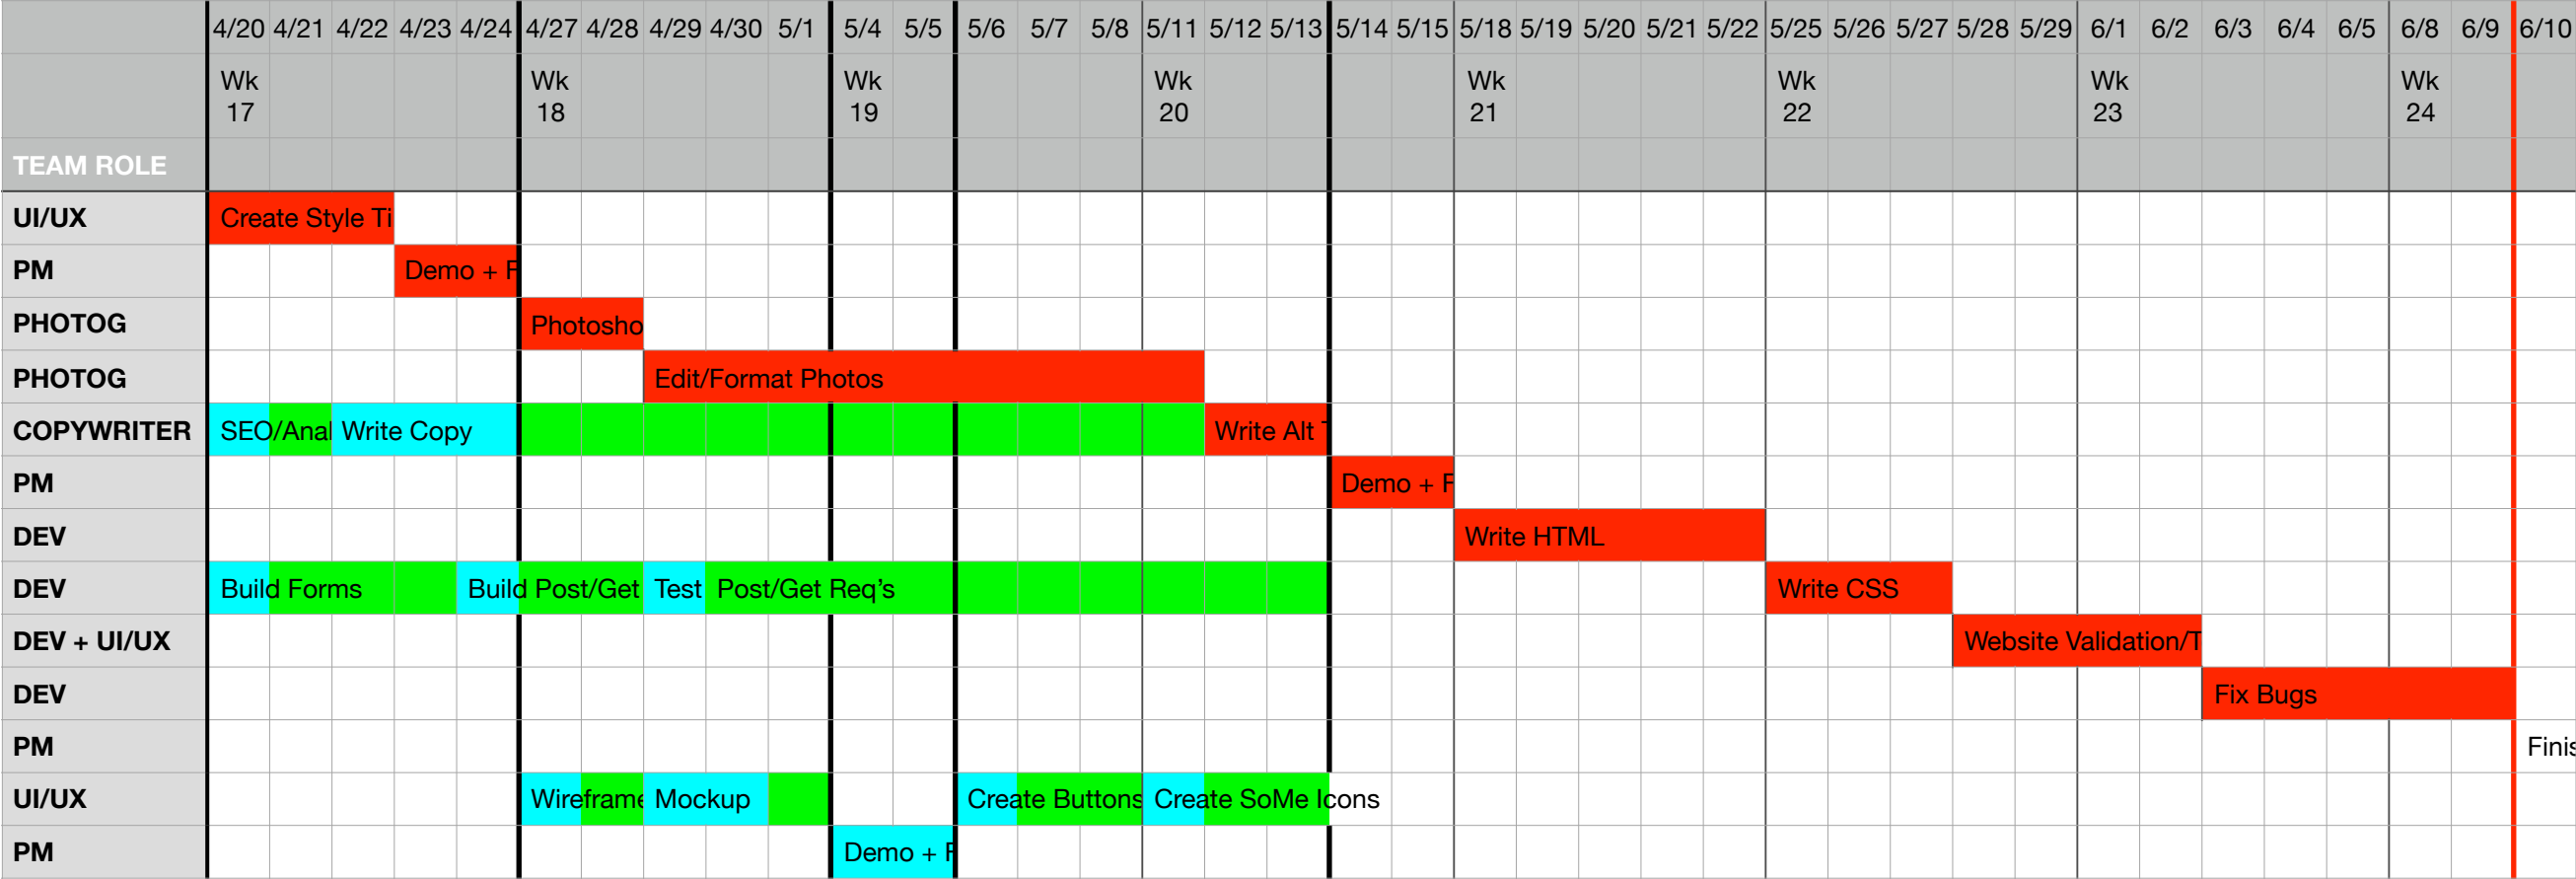 4/20 4/21 4/22 4/23 4/24 4/27 4/28 4/29 4/30 5/1 5/4 5/5 5/6 5/7 5/8 5/11 5/12 5/13 5/14 5/15 5/18 5/19 5/20 5/21 5/22 5/25 5/26 5/27 5/28 5/29 6/1 6/2 6/3 6/4 6/5 6/8 6/9 6/10
Wk 17 Wk 18 Wk 19 Wk 20 Wk 21 Wk 22 Wk 23 Wk 24
TEAM ROLE
UI/UX Create Style Ti
PM Demo + F
PHOTOG Photosho
PHOTOG Edit/Format Photos
COPYWRITER SEO/Anal Write Copy Write Alt T
PM Demo + F
DEV Write HTML
DEV Build Forms Build Post/Get Test Post/Get Req’s Write CSS
DEV + UI/UX Website Validation/T
DEV Fix Bugs
PM Finis
UI/UX Wireframe Mockup Create Buttons Create SoMe Icons
PM Demo + F